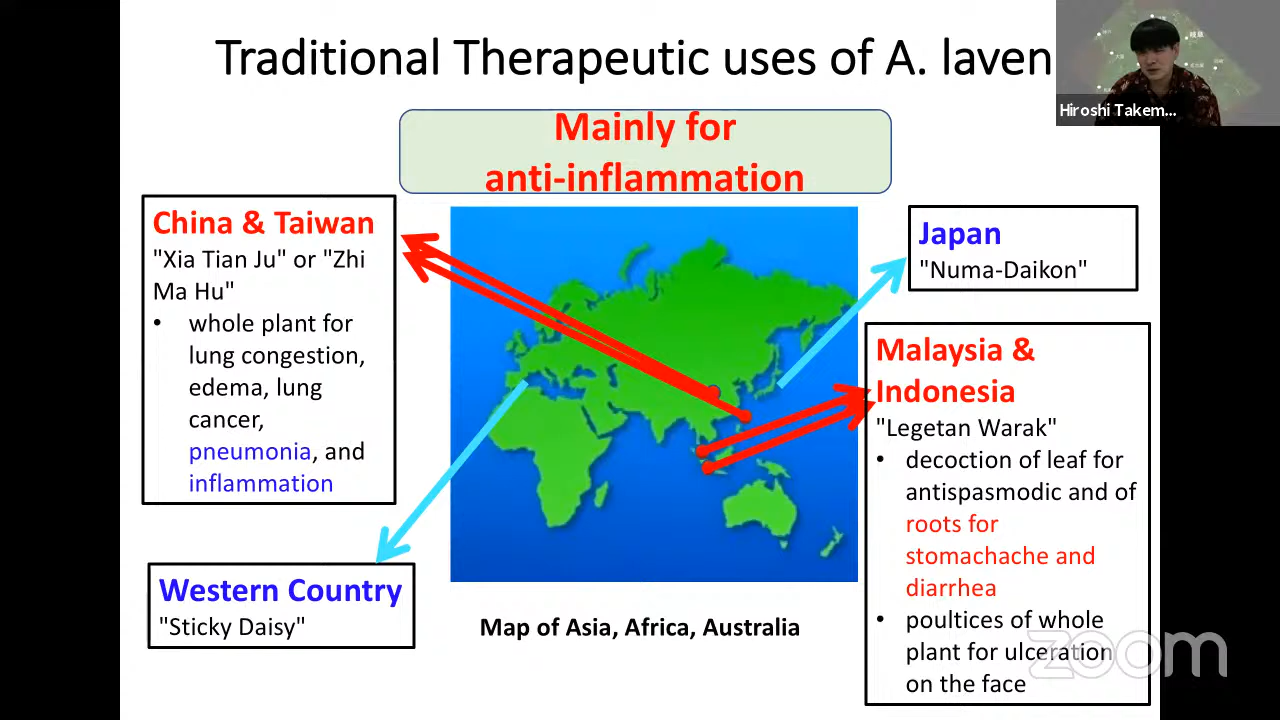 Traditional Therapeutic uses of A. laven
Hiroshi Takem...
Mainly for
anti-inflammation
China & Taiwan
"Xia Tian Ju" or "Zhi
Ma Hu"
• whole plant for
lung congestion,
edema, lung
cancer,
pneumonia, and
inflammation
Japan
"Numa-Daikon"
Malaysia &
Indonesia
"Legetan Warak"
• decoction of leaf for
antispasmodic and of
roots for
stomachache and
diarrhea
• poultices of whole
plant for ulceration
on the face
Western Country
"Sticky Daisy"
Map of Asia, Africa, Australia
zoom